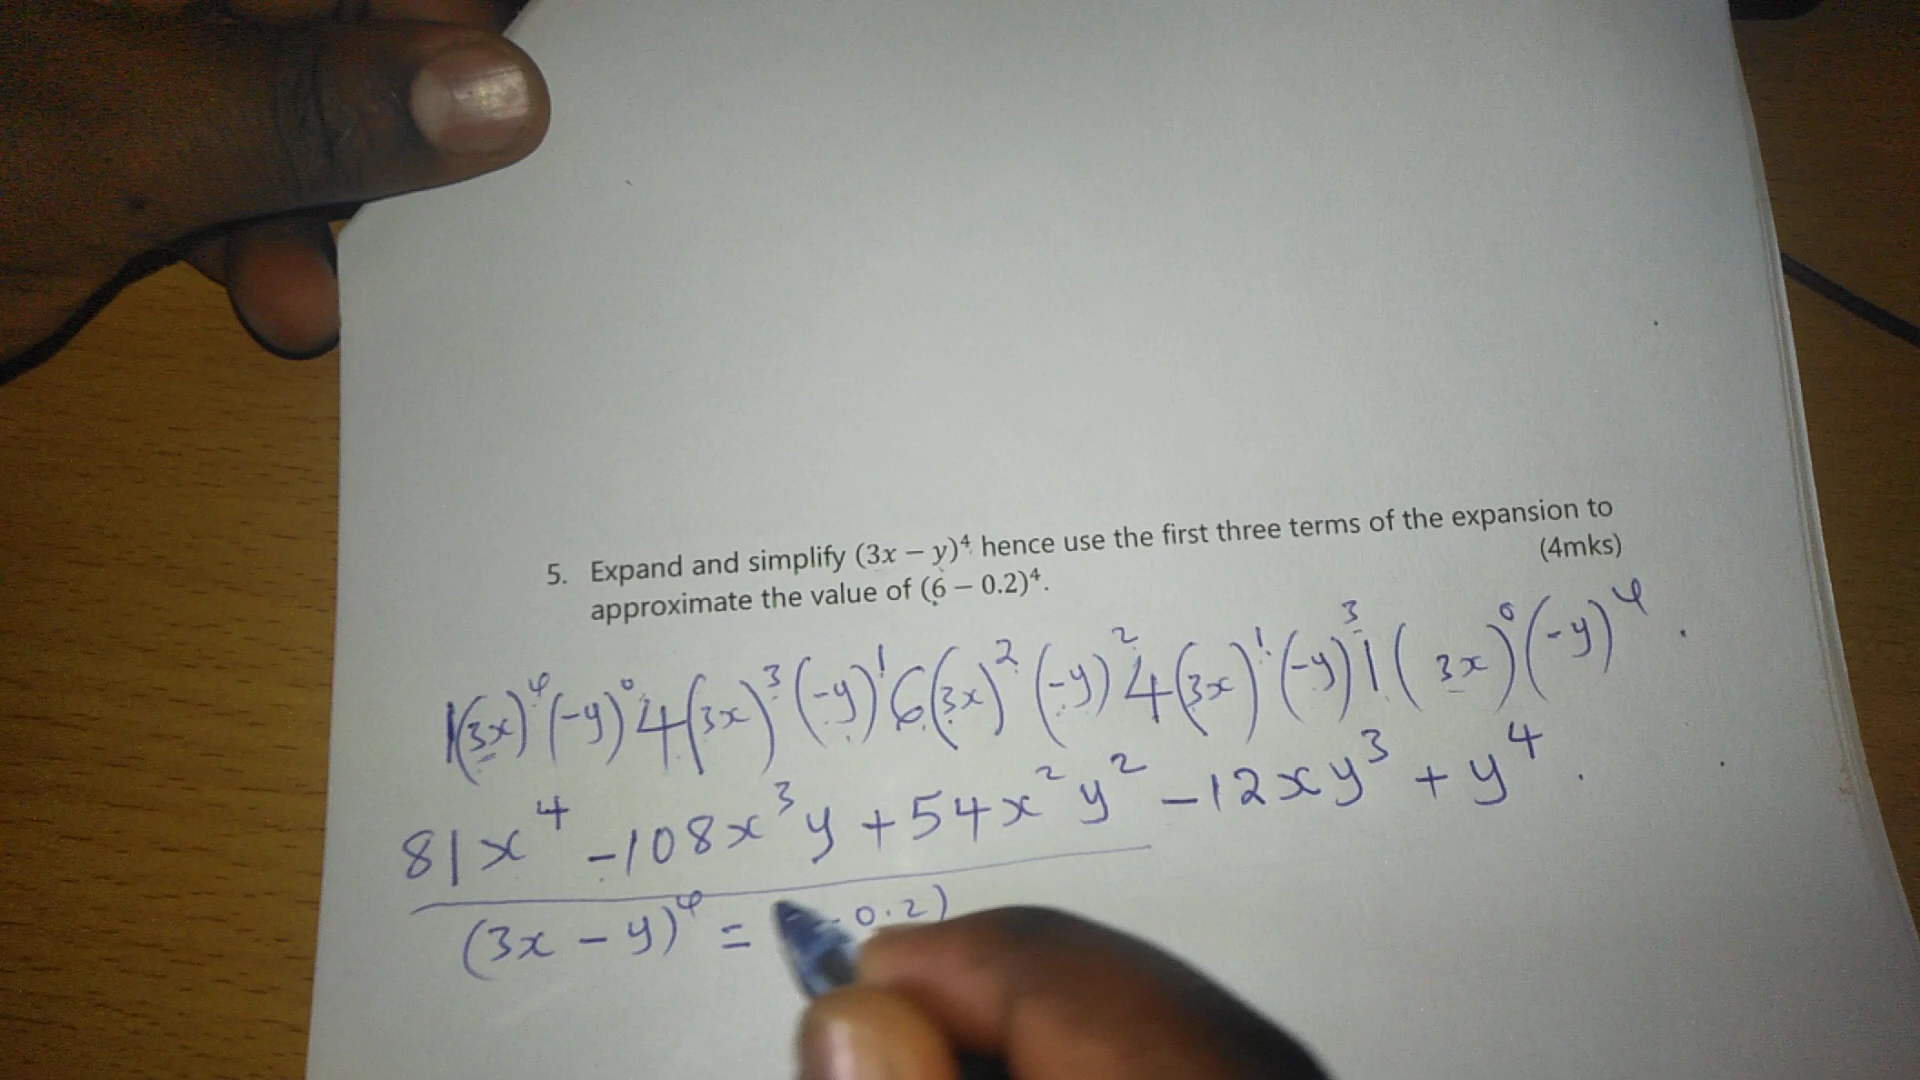 5. Expand and simplify (3x − y)⁴ hence use the first three terms of the expansion to
approximate the value of (6 − 0.2)⁴. (4mks)
1(3x)⁴(-y)⁰ 4(3x)³(-y)¹ 6(3x)²(-y)² 4(3x)¹(-y)³ 1(3x)⁰(-y)⁴.
81x⁴ -108x³y + 54x²y² -12xy³ + y⁴.
(3x - y)⁴ = - 0.2)